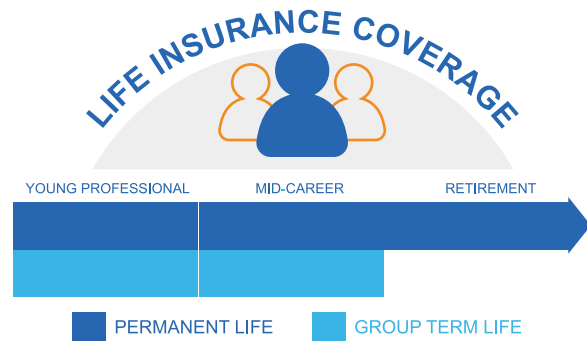 LIFE INSURANCE COVERAGE
YOUNG PROFESSIONAL MID-CAREER RETIREMENT
PERMANENT LIFE GROUP TERM LIFE